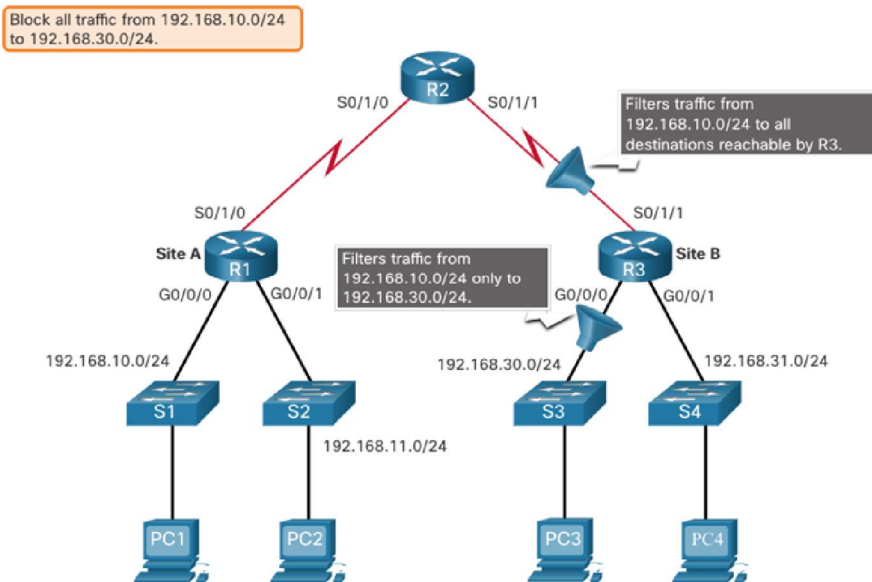 Block all traffic from 192.168.10.0/24
to 192.168.30.0/24.
R2
S0/1/0
S0/1/1
Filters traffic from
192.168.10.0/24 to all
destinations reachable by R3.
S0/1/0
S0/1/1
Site A
R1
Filters traffic from
192.168.10.0/24 only to
192.168.30.0/24.
R3
Site B
G0/0/0
G0/0/1
G0/0/0
G0/0/1
192.168.10.0/24
192.168.30.0/24
192.168.31.0/24
S1
S2
S3
S4
192.168.11.0/24
PC1
PC2
PC3
PC4